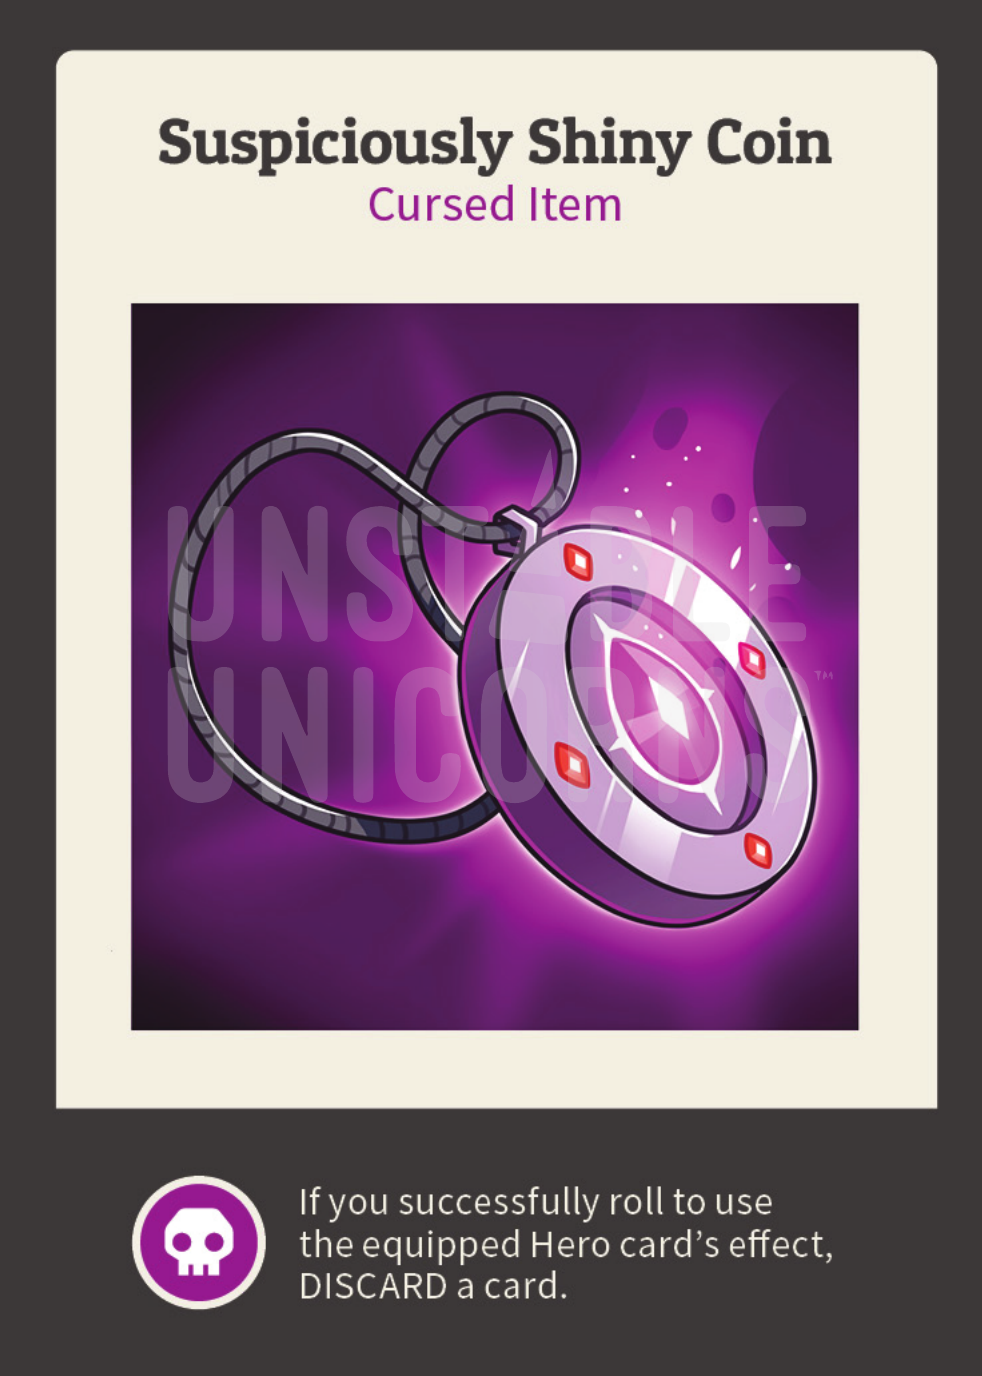 Suspiciously Shiny Coin
Cursed Item
UNSTABLE
UNICORNS
™
If you successfully roll to use
the equipped Hero card’s effect,
DISCARD a card.